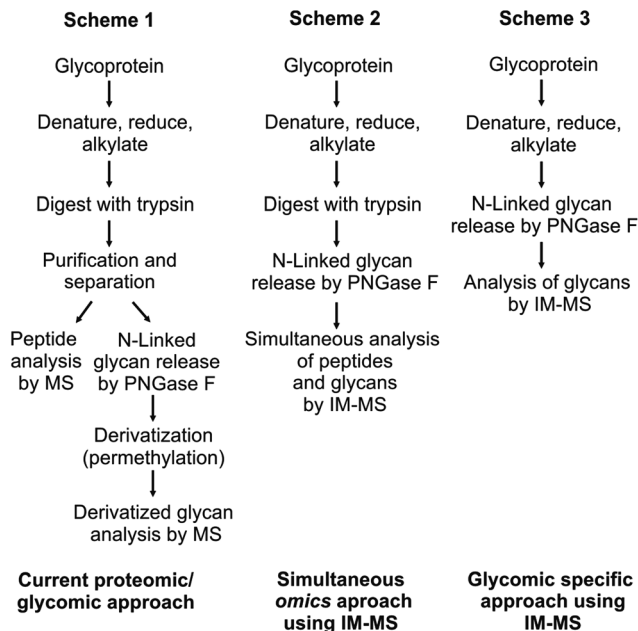 Scheme 1
Glycoprotein
Denature, reduce,
alkylate
Digest with trypsin
Purification and
separation
Peptide
analysis
by MS
N-Linked
glycan release
by PNGase F
Derivatization
(permethylation)
Derivatized glycan
analysis by MS
Current proteomic/
glycomic approach
Scheme 2
Glycoprotein
Denature, reduce,
alkylate
Digest with trypsin
N-Linked glycan
release by PNGase F
Simultaneous analysis
of peptides
and glycans
by IM-MS
Simultaneous
omics aproach
using IM-MS
Scheme 3
Glycoprotein
Denature, reduce,
alkylate
N-Linked glycan
release by PNGase F
Analysis of glycans
by IM-MS
Glycomic specific
approach using
IM-MS